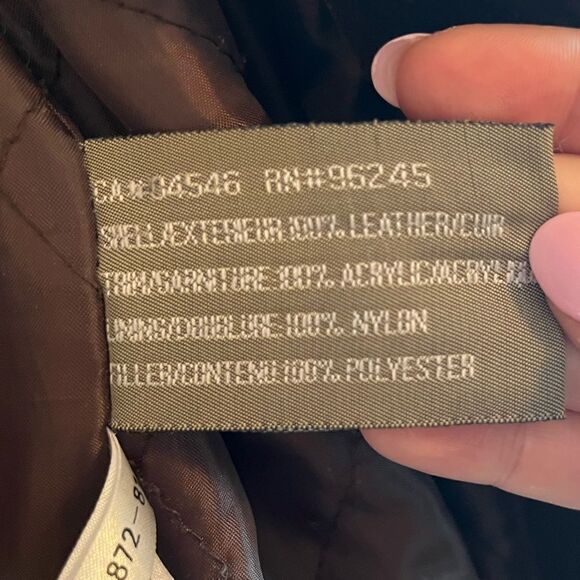 CA#04546 RN#96245
SHELL/EXTERIEUR:100% LEATHER/CUIR
TRIM/GARNITURE:100% ACRYLIC/ACRYLIQUE
LINING/DOUBLURE:100% NYLON
FILLER/CONTENU:100% POLYESTER
872-8